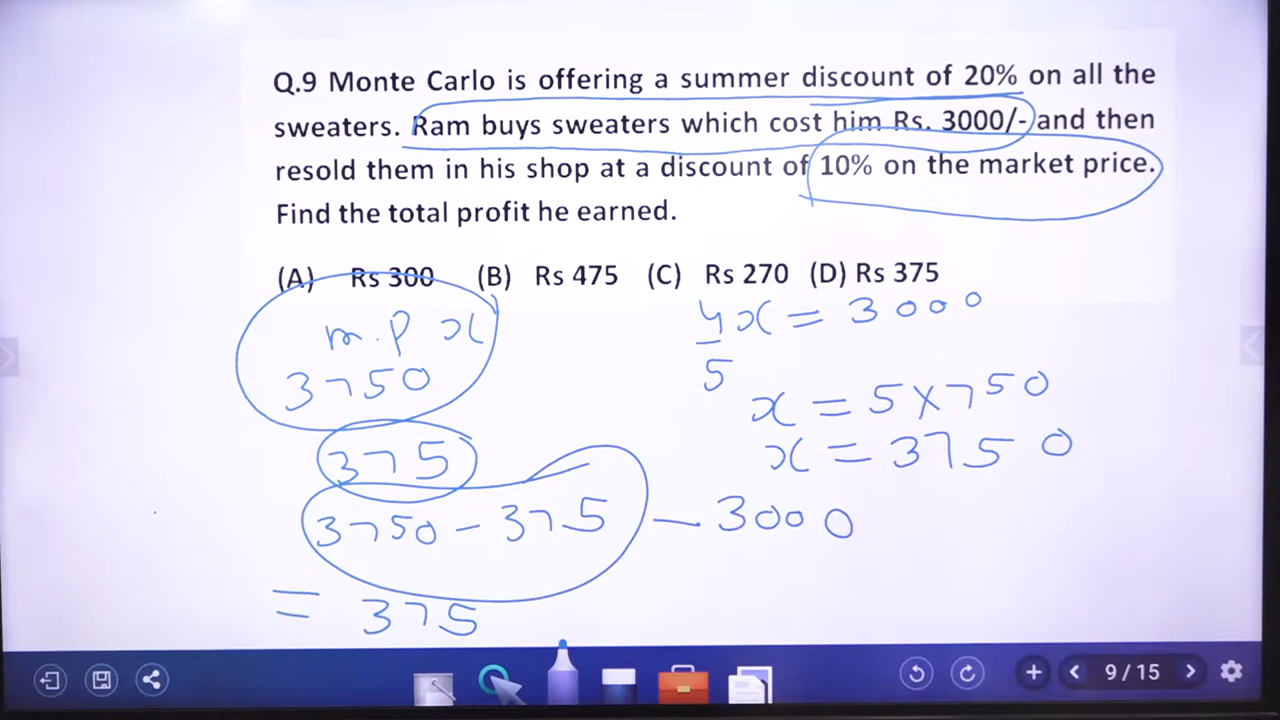 Q.9 Monte Carlo is offering a summer discount of 20% on all the
sweaters. Ram buys sweaters which cost him Rs. 3000/- and then
resold them in his shop at a discount of 10% on the market price.
Find the total profit he earned.
(A) Rs 300 (B) Rs 475 (C) Rs 270 (D) Rs 375
m.p x
3750
375
3750 - 375 - 3000
= 375
4/5 x = 3000
x = 5 x 750
x = 3750
9 / 15